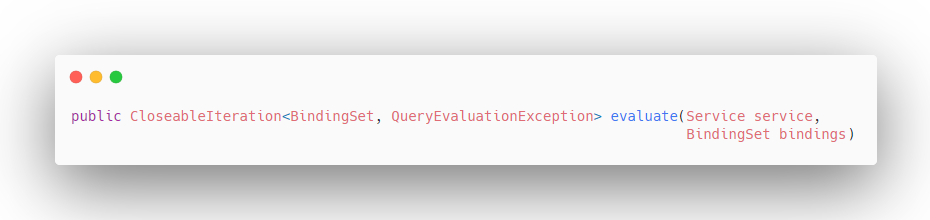 public CloseableIteration<BindingSet, QueryEvaluationException> evaluate(Service service,
BindingSet bindings)